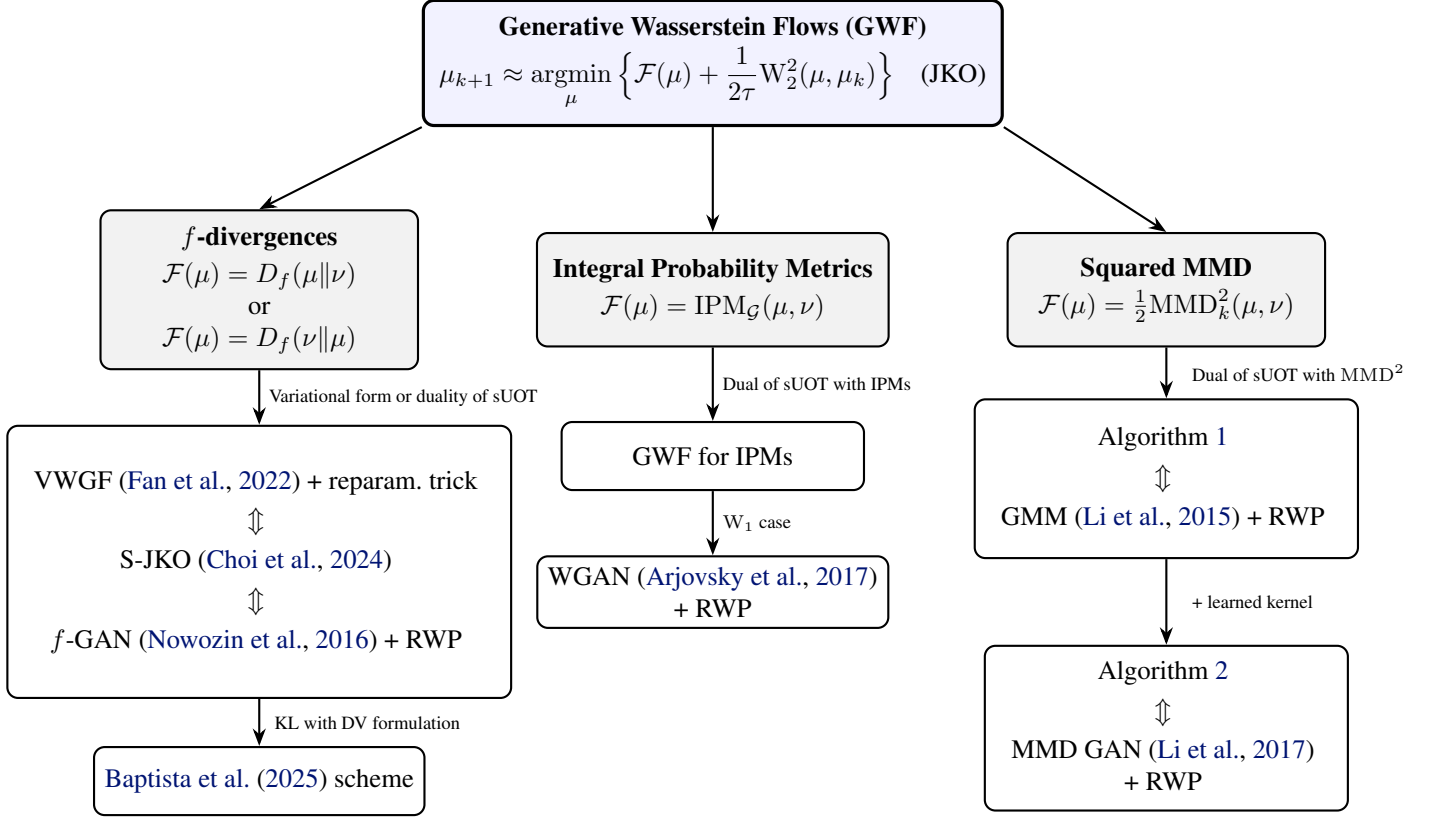 Generative Wasserstein Flows (GWF)
μ_{k+1} ≈ argmin_μ { ℱ(μ) + \frac{1}{2τ} W_2^2(μ, μ_k) } (JKO)
f-divergences
ℱ(μ) = D_f(μ‖ν)
or
ℱ(μ) = D_f(ν‖μ)
Variational form or duality of sUOT
VWGF (Fan et al., 2022) + reparam. trick
⇕
S-JKO (Choi et al., 2024)
⇕
f-GAN (Nowozin et al., 2016) + RWP
KL with DV formulation
Baptista et al. (2025) scheme
Integral Probability Metrics
ℱ(μ) = IPM_𝒢(μ, ν)
Dual of sUOT with IPMs
GWF for IPMs
W_1 case
WGAN (Arjovsky et al., 2017)
+ RWP
Squared MMD
ℱ(μ) = \frac{1}{2}MMD_k^2(μ, ν)
Dual of sUOT with MMD^2
Algorithm 1
⇕
GMM (Li et al., 2015) + RWP
+ learned kernel
Algorithm 2
⇕
MMD GAN (Li et al., 2017)
+ RWP